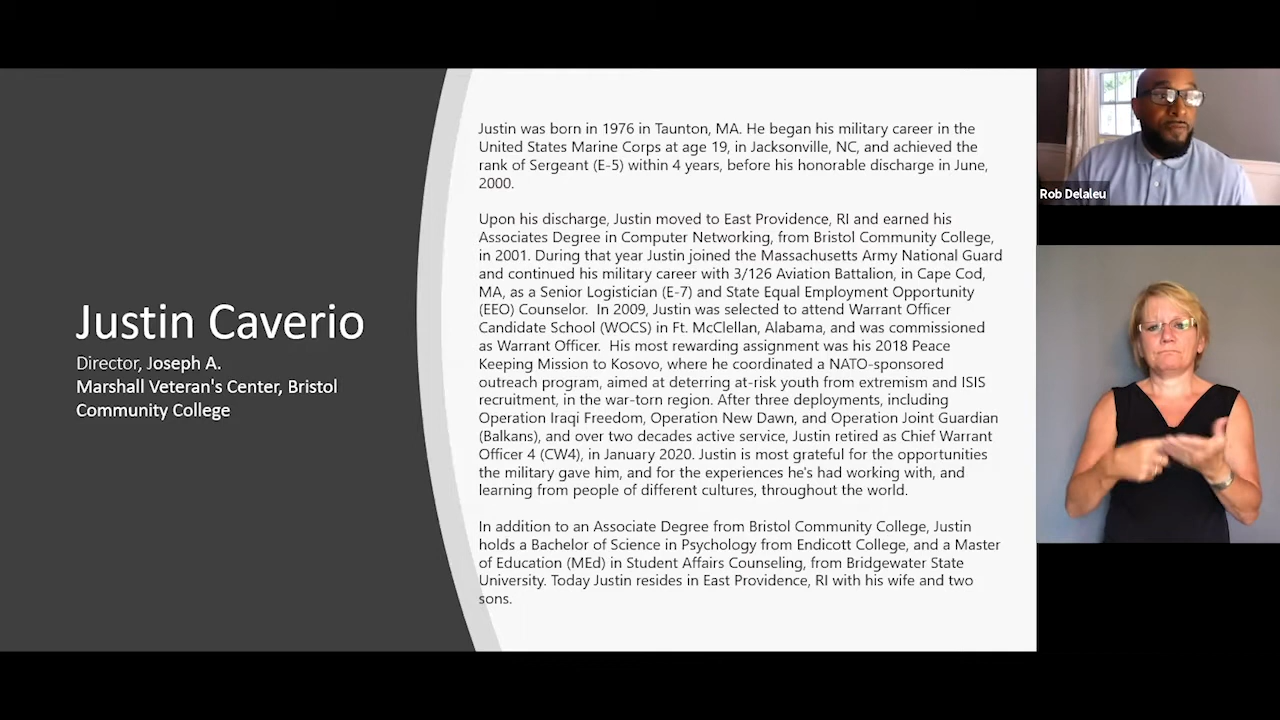 Justin Caverio
Director, Joseph A.
Marshall Veteran's Center, Bristol
Community College
Justin was born in 1976 in Taunton, MA. He began his military career in the
United States Marine Corps at age 19, in Jacksonville, NC, and achieved the
rank of Sergeant (E-5) within 4 years, before his honorable discharge in June,
2000.
Upon his discharge, Justin moved to East Providence, RI and earned his
Associates Degree in Computer Networking, from Bristol Community College,
in 2001. During that year Justin joined the Massachusetts Army National Guard
and continued his military career with 3/126 Aviation Battalion, in Cape Cod,
MA, as a Senior Logistician (E-7) and State Equal Employment Opportunity
(EEO) Counselor.  In 2009, Justin was selected to attend Warrant Officer
Candidate School (WOCS) in Ft. McClellan, Alabama, and was commissioned
as Warrant Officer.  His most rewarding assignment was his 2018 Peace
Keeping Mission to Kosovo, where he coordinated a NATO-sponsored
outreach program, aimed at deterring at-risk youth from extremism and ISIS
recruitment, in the war-torn region. After three deployments, including
Operation Iraqi Freedom, Operation New Dawn, and Operation Joint Guardian
(Balkans), and over two decades active service, Justin retired as Chief Warrant
Officer 4 (CW4), in January 2020. Justin is most grateful for the opportunities
the military gave him, and for the experiences he's had working with, and
learning from people of different cultures, throughout the world.
In addition to an Associate Degree from Bristol Community College, Justin
holds a Bachelor of Science in Psychology from Endicott College, and a Master
of Education (MEd) in Student Affairs Counseling, from Bridgewater State
University. Today Justin resides in East Providence, RI with his wife and two
sons.
Rob Delaleu